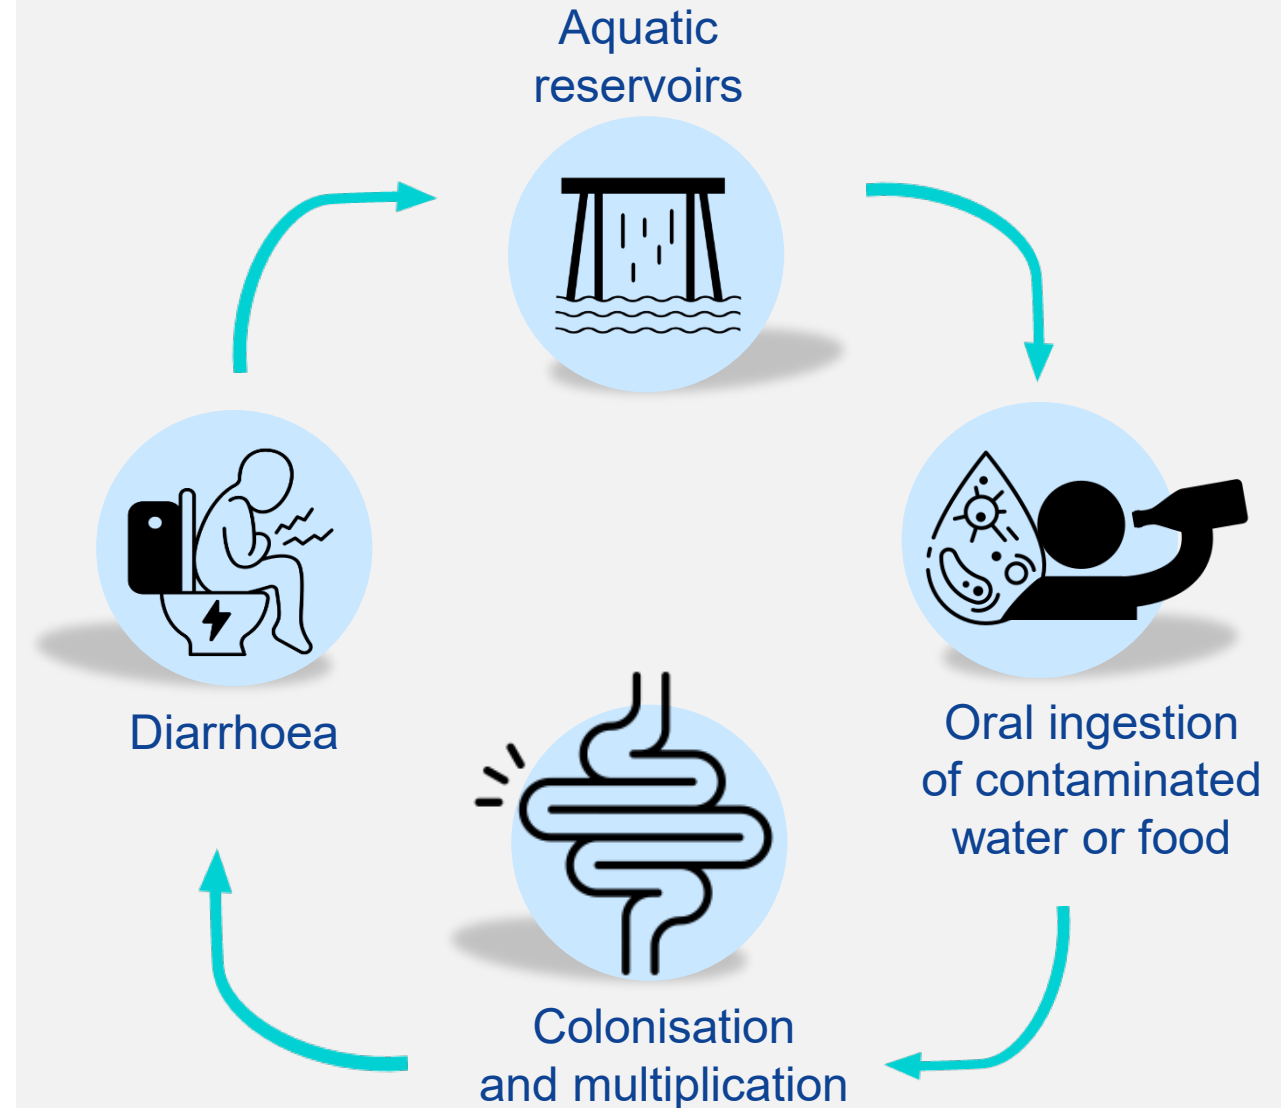 Aquatic
reservoirs
Oral ingestion
of contaminated
water or food
Colonisation
and multiplication
Diarrhoea